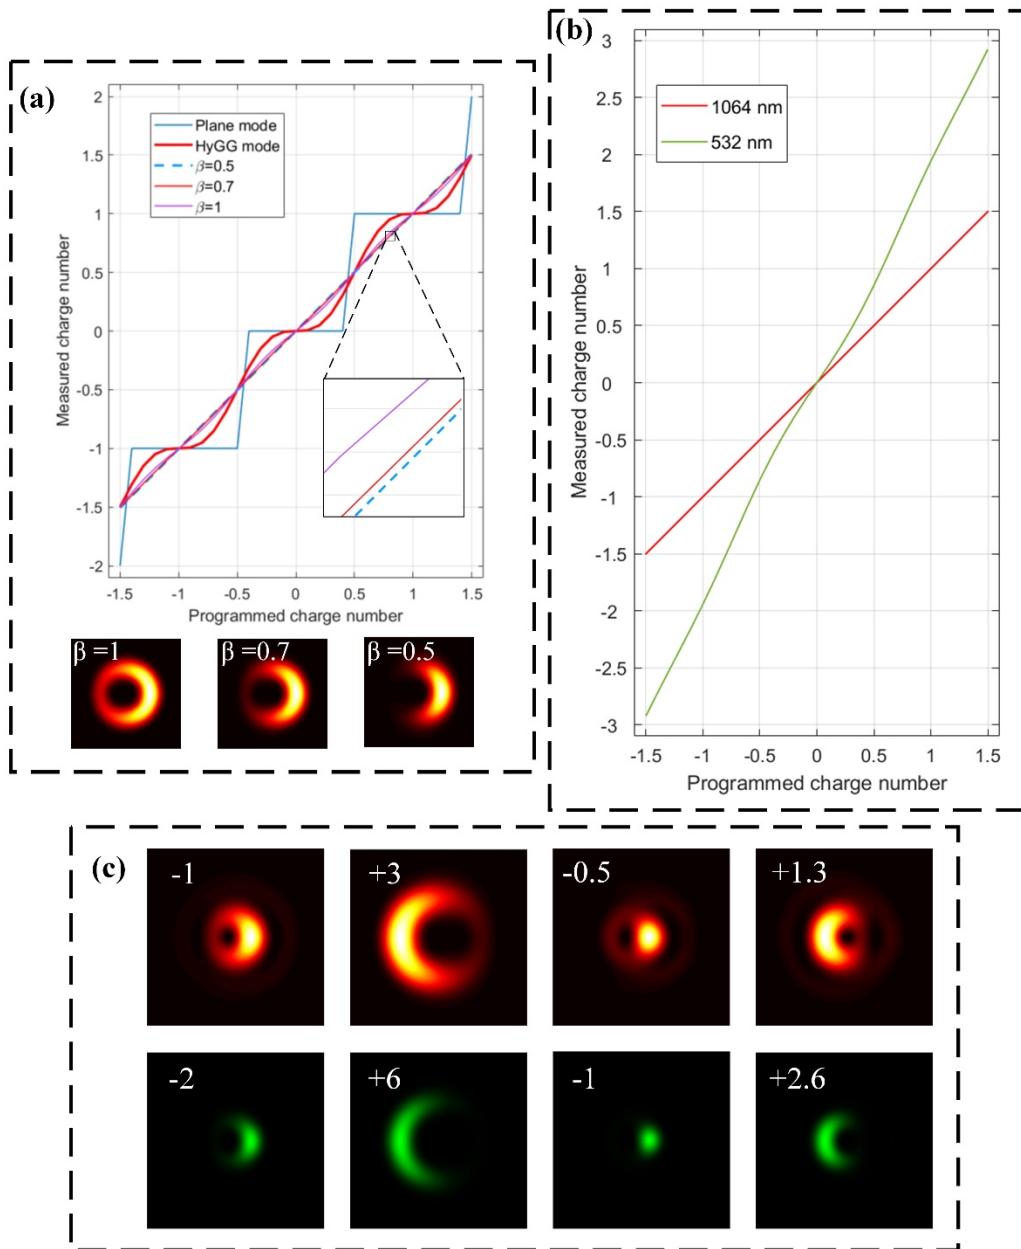 (a)
2
1.5
1
0.5
0
-0.5
-1
-1.5
-2
Measured charge number
Plane mode
HyGG mode
β=0.5
β=0.7
β=1
-1.5 -1 -0.5 0 0.5 1 1.5
Programmed charge number
β =1 β =0.7 β =0.5
(b)
3
2.5
2
1.5
1
0.5
0
-0.5
-1
-1.5
-2
-2.5
-3
Measured charge number
1064 nm
532 nm
-1.5 -1 -0.5 0 0.5 1 1.5
Programmed charge number
(c)
-1 +3 -0.5 +1.3
-2 +6 -1 +2.6